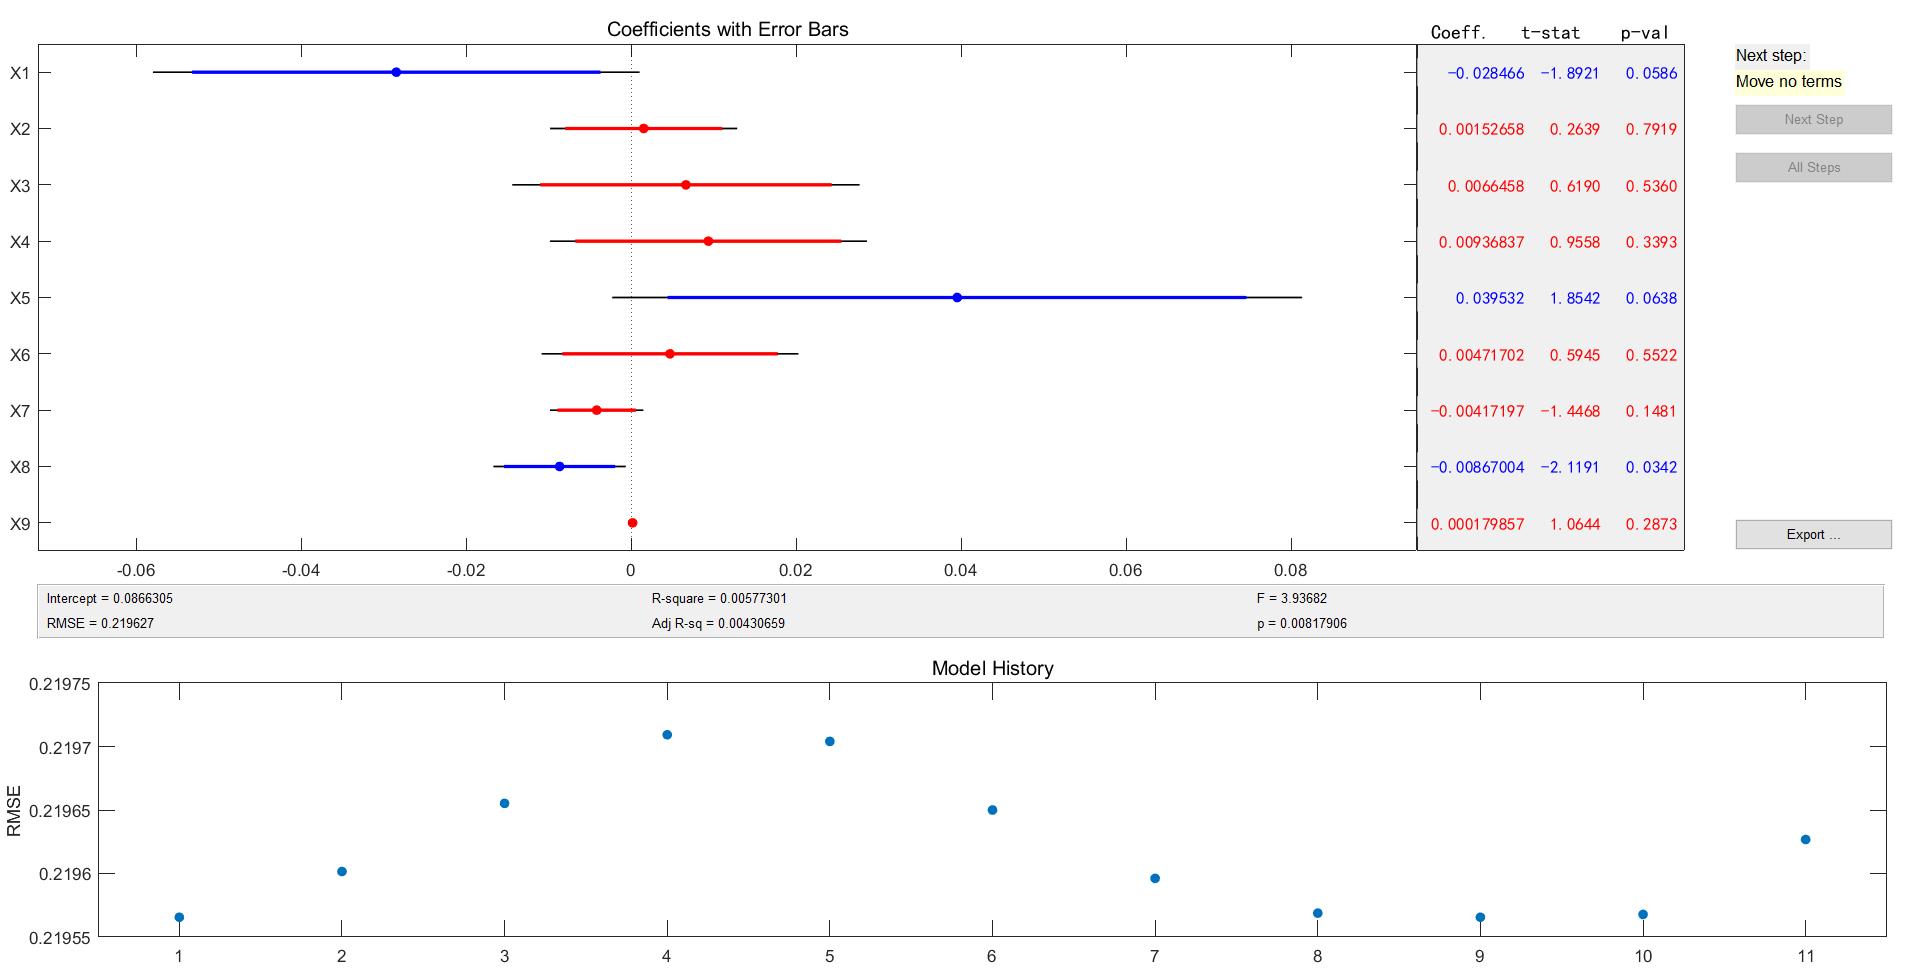 Coefficients with Error Bars
Coeff. t-stat p-val
X1 -0.028466 -1.8921 0.0586
X2 0.00152658 0.2639 0.7919
X3 0.0066458 0.6190 0.5360
X4 0.00936837 0.9558 0.3393
X5 0.039532 1.8542 0.0638
X6 0.00471702 0.5945 0.5522
X7 -0.00417197 -1.4468 0.1481
X8 -0.00867004 -2.1191 0.0342
X9 0.000179857 1.0644 0.2873
-0.06 -0.04 -0.02 0 0.02 0.04 0.06 0.08
Next step:
Move no terms
Next Step
All Steps
Export ...
Intercept = 0.0866305 R-square = 0.00577301 F = 3.93682
RMSE = 0.219627 Adj R-sq = 0.00430659 p = 0.00817906
Model History
RMSE
0.21975
0.2197
0.21965
0.2196
0.21955
1 2 3 4 5 6 7 8 9 10 11